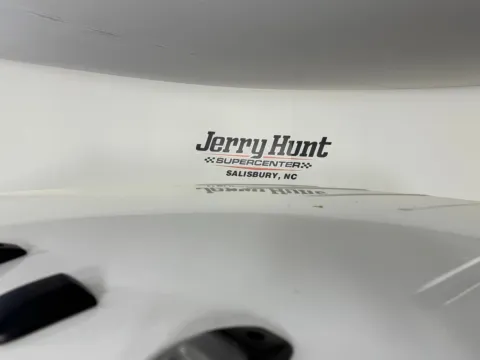 Jerry Hunt
SUPERCENTER
SALISBURY, NC